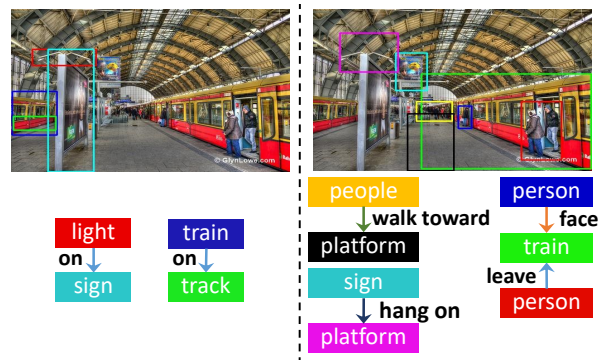 © GlynLowe.com
© GlynLowe.com
light
on
sign
train
on
track
people
walk toward
platform
sign
hang on
platform
person
face
train
leave
person